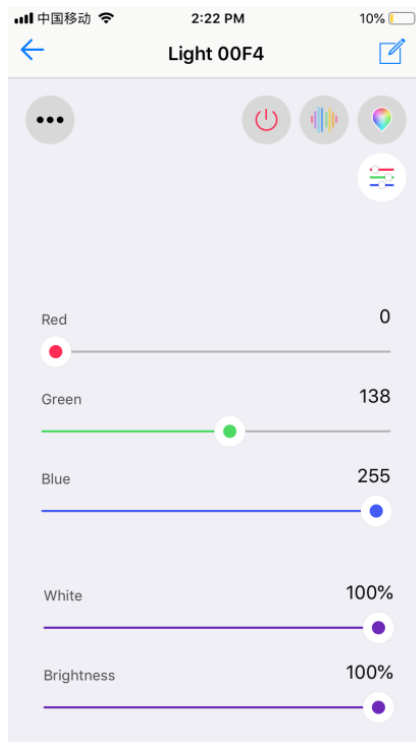 中国移动 2:22 PM 10%
Light 00F4
Red 0
Green 138
Blue 255
White 100%
Brightness 100%